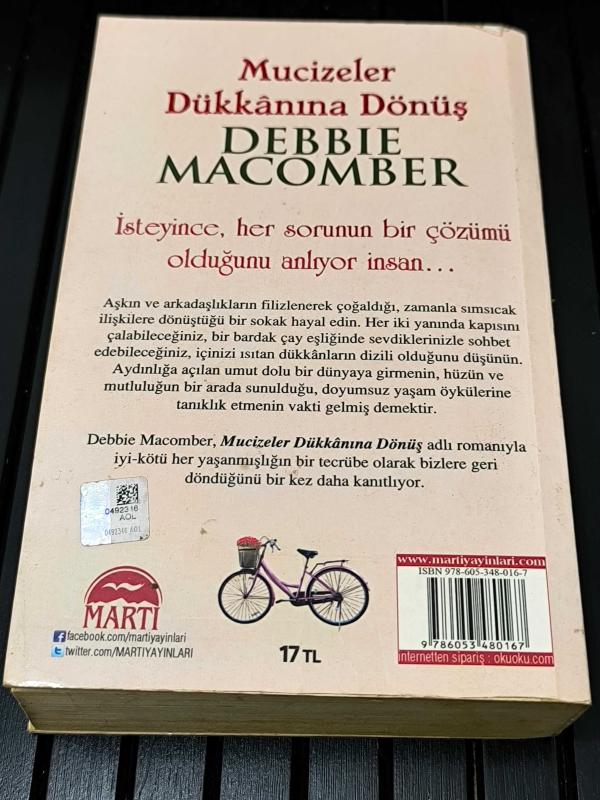 Mucizeler
Dükkânına Dönüş
DEBBIE
MACOMBER
İsteyince, her sorunun bir çözümü
olduğunu anlıyor insan...
Aşkın ve arkadaşlıkların filizlenerek çoğaldığı, zamanla sımsıcak
ilişkilere dönüştüğü bir sokak hayal edin. Her iki yanında kapısını
çalabileceğiniz, bir bardak çay eşliğinde sevdiklerinizle sohbet
edebileceğiniz, içinizi ısıtan dükkânların dizili olduğunu düşünün.
Aydınlığa açılan umut dolu bir dünyaya girmenin, hüzün ve
mutluluğun bir arada sunulduğu, doyumsuz yaşam öykülerine
tanıklık etmenin vakti gelmiş demektir.
Debbie Macomber, Mucizeler Dükkânına Dönüş adlı romanıyla
iyi-kötü her yaşanmışlığın bir tecrübe olarak bizlere geri
döndüğünü bir kez daha kanıtlıyor.
0492316
AOL
0492316 AOL
MARTI
facebook.com/martiyayinlari
twitter.com/MARTIYAYINLARI
17 TL
www.martiyayinlari.com
ISBN 978-605-348-016-7
9 786053 480167
internetten sipariş : okuoku.com